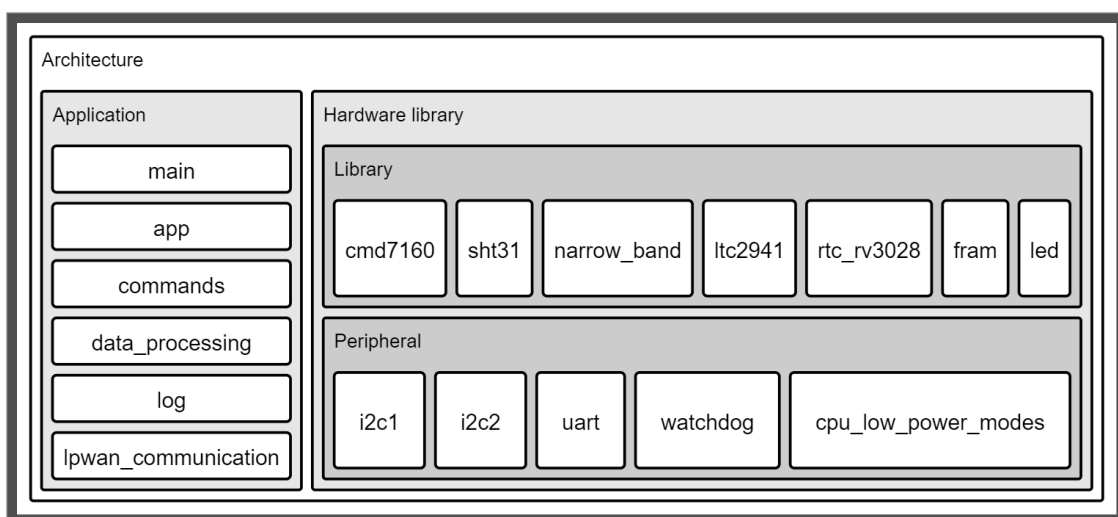 Architecture
Application
main
app
commands
data_processing
log
lpwan_communication
Hardware library
Library
cmd7160
sht31
narrow_band
ltc2941
rtc_rv3028
fram
led
Peripheral
i2c1
i2c2
uart
watchdog
cpu_low_power_modes